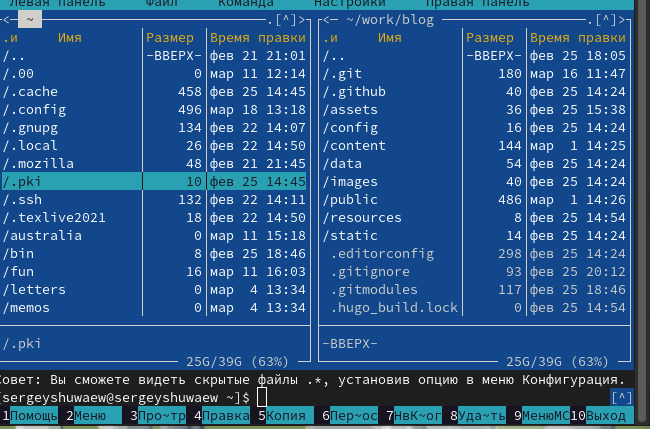 Левая панель Файл Команда Настройки Правая панель
<─ ~ .[^]>
.и Имя Размер Время правки
/.. -ВВЕРХ- фев 21 21:01
/.00 0 мар 11 12:14
/.cache 458 фев 25 14:45
/.config 496 мар 18 13:18
/.gnupg 134 фев 22 14:07
/.local 26 фев 22 14:50
/.mozilla 48 фев 21 21:45
/.pki 10 фев 25 14:45
/.ssh 132 фев 22 14:11
/.texlive2021 18 фев 22 14:50
/australia 0 мар 11 15:18
/bin 8 фев 25 18:46
/fun 16 мар 11 16:03
/letters 0 мар 4 13:34
/memos 0 мар 4 13:34
/.pki
25G/39G (63%)
<─ ~/work/blog .[^]>
.и Имя Размер Время правки
/.. -ВВЕРХ- фев 25 18:05
/.git 180 мар 16 11:47
/.github 40 фев 25 14:24
/assets 36 фев 25 15:38
/config 16 фев 25 14:24
/content 144 мар 1 14:25
/data 54 фев 25 14:24
/images 40 фев 25 14:24
/public 486 мар 1 14:26
/resources 8 фев 25 14:54
/static 14 фев 25 14:24
.editorconfig 298 фев 25 14:24
.gitignore 93 фев 25 20:12
.gitmodules 117 фев 25 18:46
.hugo_build.lock 0 фев 25 14:54
-ВВЕРХ-
25G/39G (63%)
Совет: Вы сможете видеть скрытые файлы .*, установив опцию в меню Конфигурация.
[sergeyshuwaew@sergeyshuwaew ~]$ [^]
1Помощь 2Меню 3Про~тр 4Правка 5Копия 6Пер~ос 7НвК~ог 8Уда~ть 9МенюМС 10Выход